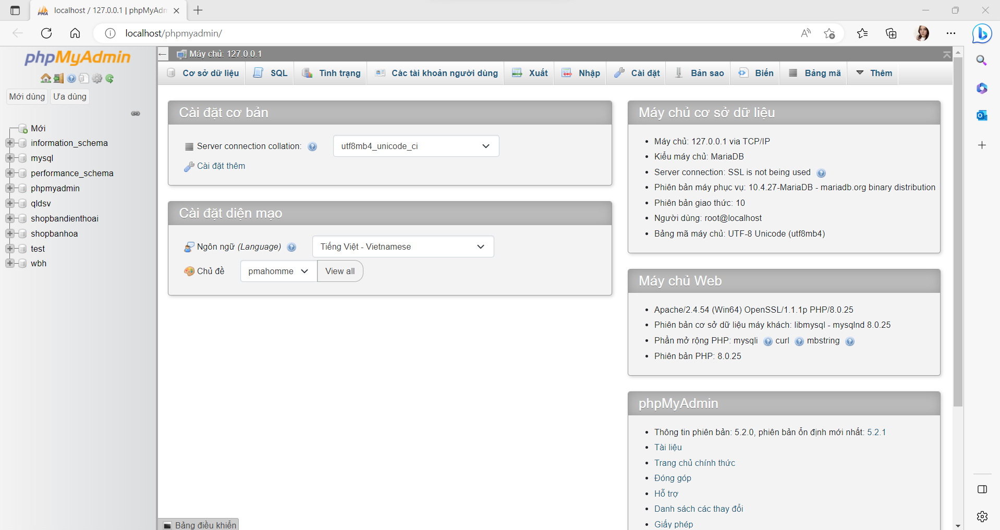 localhost / 127.0.0.1 | phpMyAdn
localhost/phpmyadmin/
phpMyAdmin
Mới dùng
Ưa dùng
Mới
information_schema
mysql
performance_schema
phpmyadmin
qldsv
shopbandienthoai
shopbanhoa
test
wbh
Máy chủ: 127.0.0.1
Cơ sở dữ liệu
SQL
Tình trạng
Các tài khoản người dùng
Xuất
Nhập
Cài đặt
Bản sao
Biến
Bảng mã
Thêm
Cài đặt cơ bản
Server connection collation:
utf8mb4_unicode_ci
Cài đặt thêm
Cài đặt diện mạo
Ngôn ngữ (Language)
Tiếng Việt - Vietnamese
Chủ đề
pmahomme
View all
Máy chủ cơ sở dữ liệu
Máy chủ: 127.0.0.1 via TCP/IP
Kiểu máy chủ: MariaDB
Server connection: SSL is not being used
Phiên bản máy phục vụ: 10.4.27-MariaDB - mariadb.org binary distribution
Phiên bản giao thức: 10
Người dùng: root@localhost
Bảng mã máy chủ: UTF-8 Unicode (utf8mb4)
Máy chủ Web
Apache/2.4.54 (Win64) OpenSSL/1.1.1p PHP/8.0.25
Phiên bản cơ sở dữ liệu máy khách: libmysql - mysqlnd 8.0.25
Phần mở rộng PHP: mysqli curl mbstring
Phiên bản PHP: 8.0.25
phpMyAdmin
Thông tin phiên bản: 5.2.0, phiên bản ổn định mới nhất: 5.2.1
Tài liệu
Trang chủ chính thức
Đóng góp
Hỗ trợ
Danh sách các thay đổi
Giấy phép
Bảng điều khiển